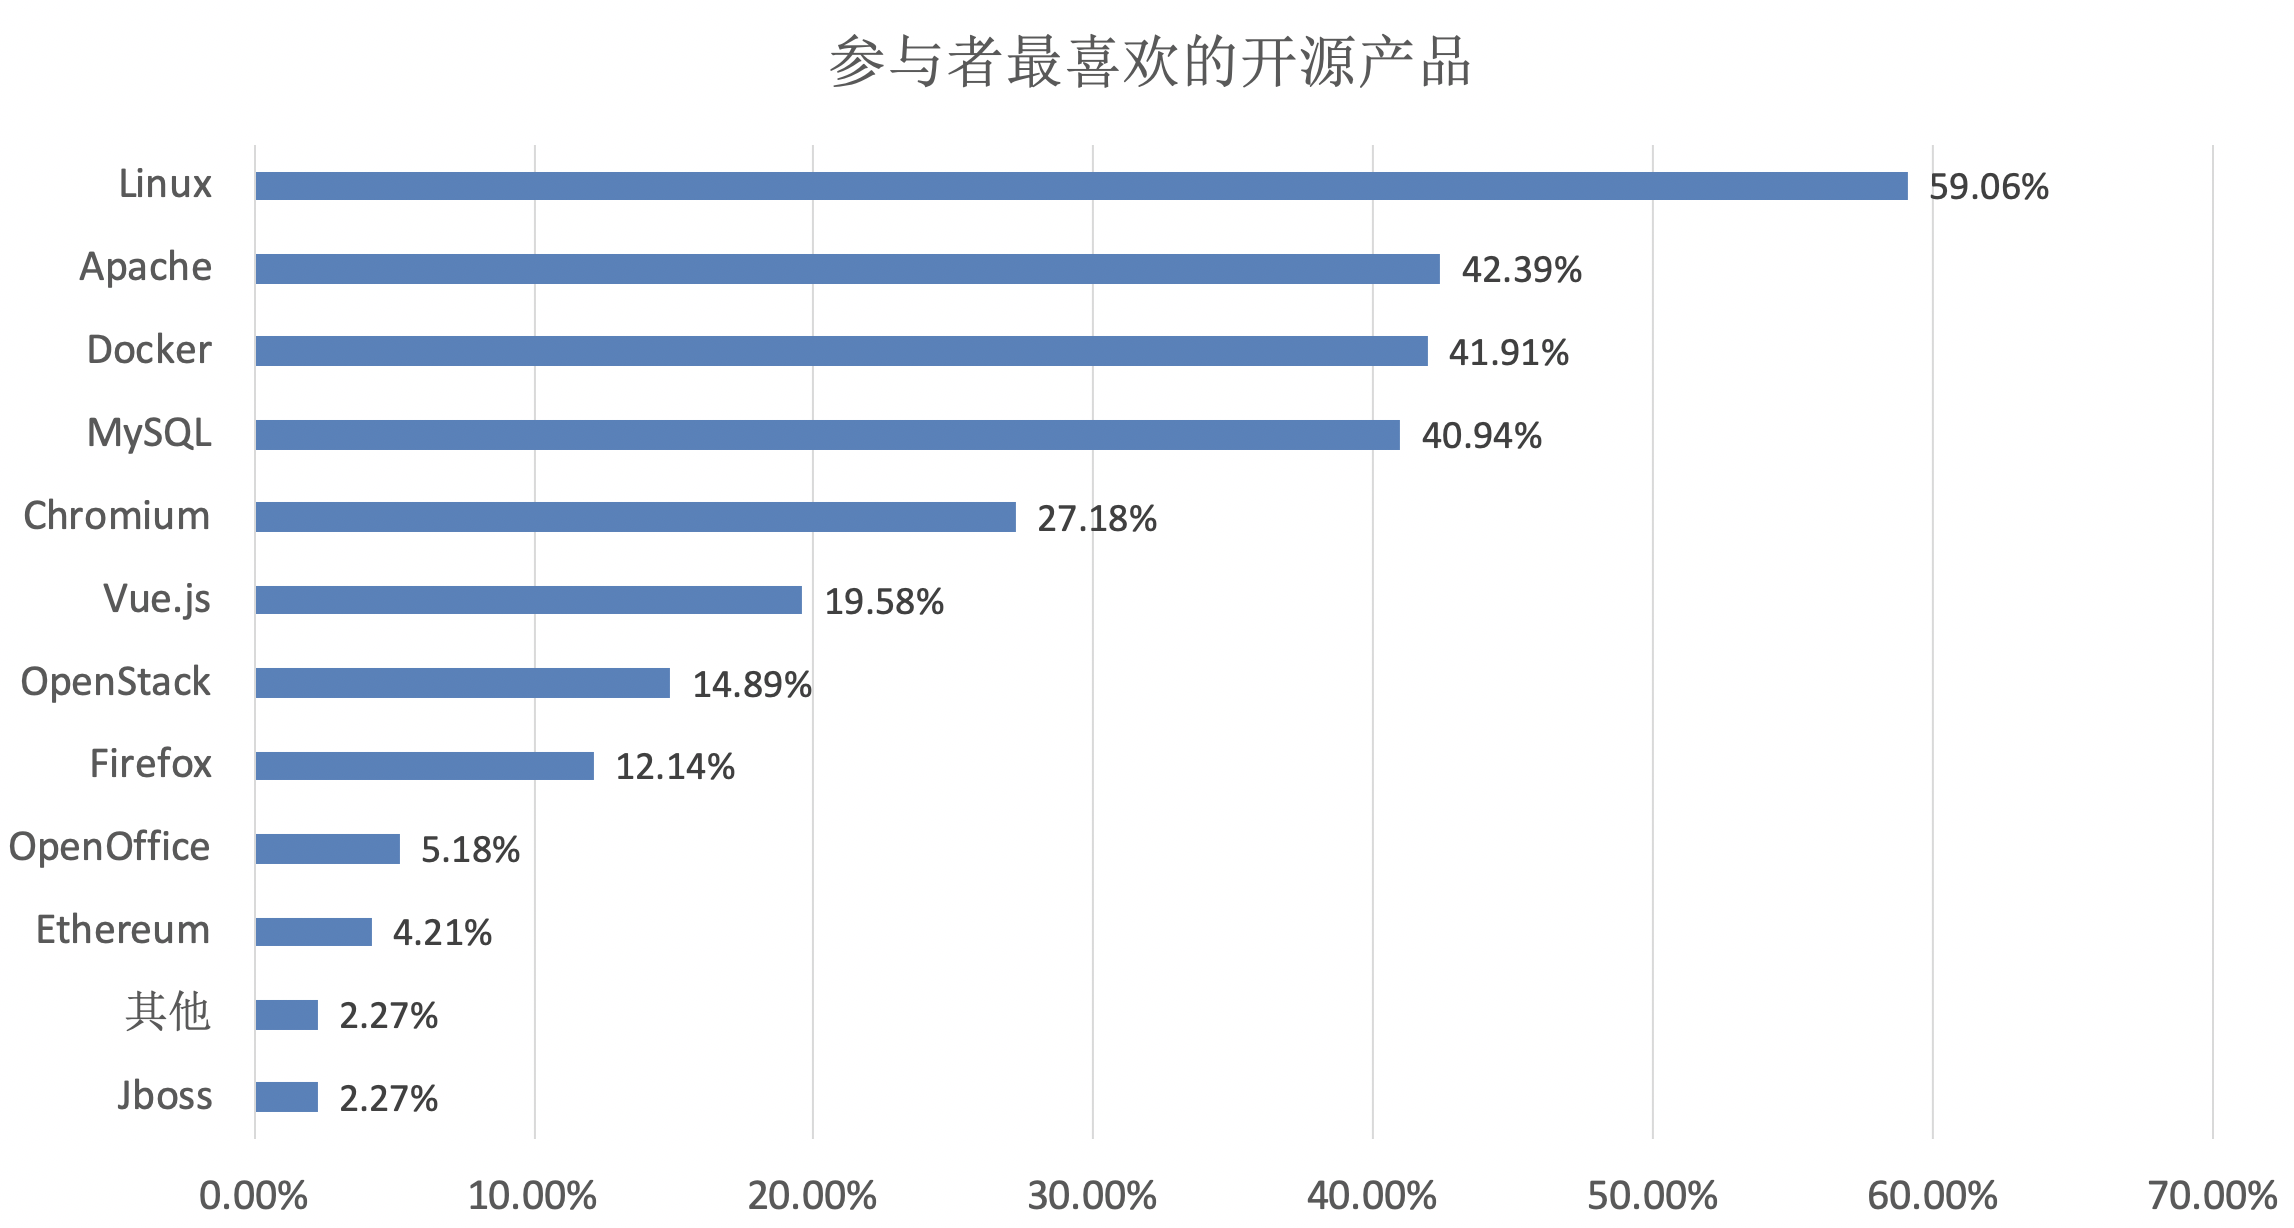 参与者最喜欢的开源产品
Linux 59.06%
Apache 42.39%
Docker 41.91%
MySQL 40.94%
Chromium 27.18%
Vue.js 19.58%
OpenStack 14.89%
Firefox 12.14%
OpenOffice 5.18%
Ethereum 4.21%
其他 2.27%
Jboss 2.27%
0.00% 10.00% 20.00% 30.00% 40.00% 50.00% 60.00% 70.00%